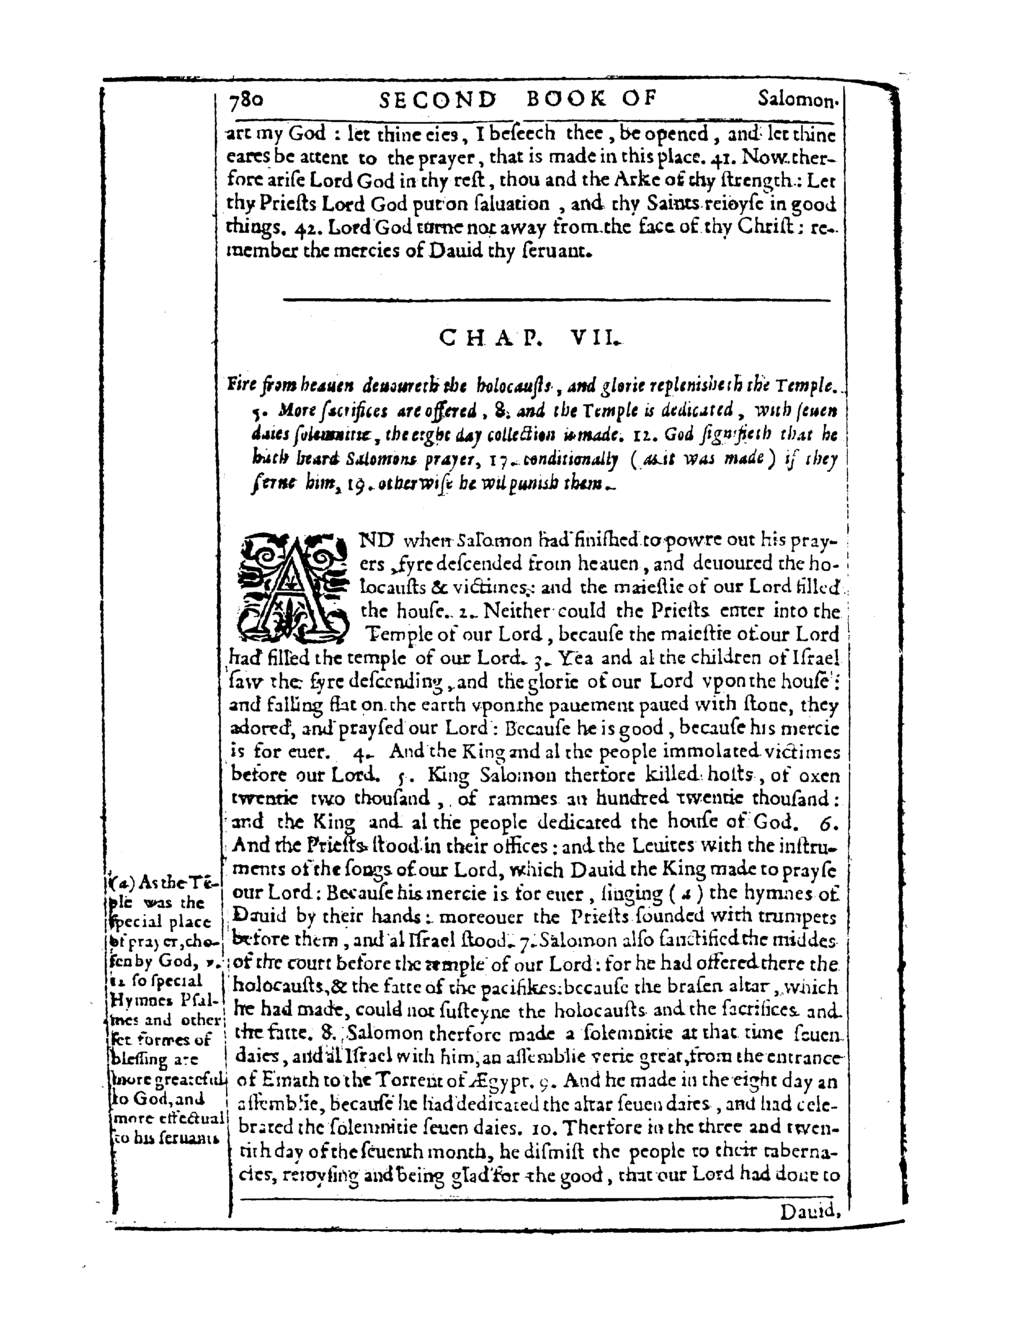 780 SECOND BOOK OF Salomon.
art my God : let thine eies, I beſeech thee, be opened, and let thine
eares be attent to the prayer, that is made in this place. 41. Now ther-
fore ariſe Lord God in thy reſt, thou and the Arke of thy ſtrength: Let
thy Prieſts Lord God put on ſaluation, and thy Saints reioyſe in good
things. 42. Lord God turne not away from the face of thy Chriſt: re-
member the mercies of Dauid thy ſeruant.
CHAP. VII.
Fire from heauen deuoureth the holocauſts, and glorie repleniſheth the Temple.
5. More ſacrifices are offered, 8. and the Temple is dedicated, with ſeuen
daies ſolemnitie, the eight day collection is made. 12. God ſignifieth that he
hath heard Salomons prayer, 17. conditionally (as it was made) if they
ſerue him, 19. otherwiſe he wil puniſh them.
AND when Salomon had finiſhed to powre out his pray-
ers, fyre deſcended from heauen, and deuoured the ho-
locauſts & victimes: and the maieſtie of our Lord filled
the houſe. 2. Neither could the Prieſts enter into the
Temple of our Lord, becauſe the maieſtie of our Lord
had filled the temple of our Lord. 3. Yea and al the children of Iſrael
ſaw the fyre deſcending, and the glorie of our Lord vpon the houſe:
and falling flat on the earth vpon the pauement paued with ſtone, they
adored, and prayſed our Lord: Becauſe he is good, becauſe his mercie
is for euer. 4. And the King and al the people immolated victimes
before our Lord. 5. King Salomon therfore killed hoſts, of oxen
twentie two thouſand, of rammes an hundred twentie thouſand:
and the King and al the people dedicated the houſe of God. 6.
And the Prieſts ſtood in their offices: and the Leuites with the inſtru-
ments of the ſongs of our Lord, which Dauid the King made to prayſe
our Lord: Becauſe his mercie is for euer, ſinging (a) the hymnes of
Dauid by their hands: moreouer the Prieſts ſounded with trumpets
before them, and al Iſrael ſtood. 7. Salomon alſo ſanctified the middes
of the court before the temple of our Lord: for he had offered there the
holocauſts, & the fatte of the pacifikes: becauſe the braſen altar, which
he had made, could not ſuſteyne the holocauſts and the ſacrifices and
the fatte. 8. Salomon therfore made a ſolemnitie at that time ſeuen
daies, and al Iſrael with him, an aſſemblie verie great, from the entrance
of Emath to the Torrent of Ægypt. 9. And he made in the eight day an
aſſemblie, becauſe he had dedicated the altar ſeuen daies, and had cele-
brated the ſolemnitie ſeuen daies. 10. Therfore in the three and twen-
tith day of the ſeuenth month, he diſmiſt the people to their taberna-
cles, reioyſing and being glad for the good, that our Lord had done to
Dauid,
(a) As the Tē-
ple was the
ſpecial place
of prayer, cho-
ſen by God, v.
12 ſo ſpecial
Hymnes Pſal-
mes and other
ſet formes of
bleſſing are
more greateful
to God, and
more effectual
to his ſeruants